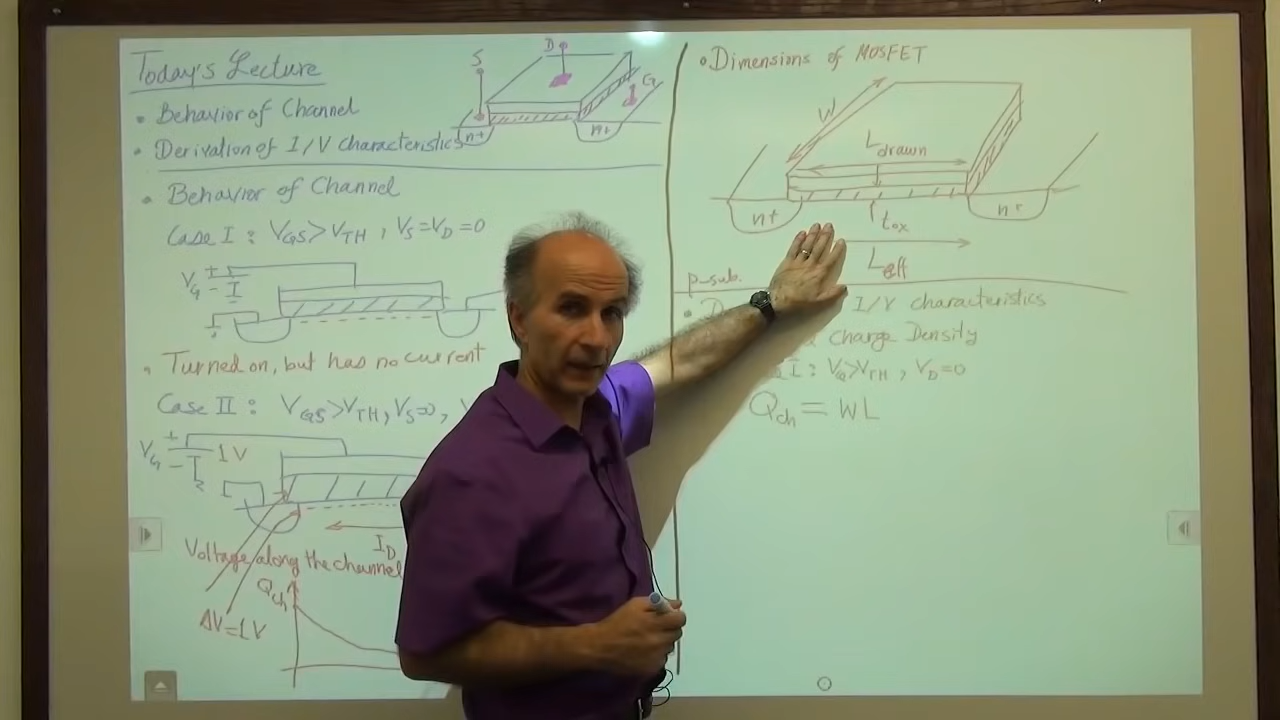 Today's Lecture
• Behavior of Channel
• Derivation of I/V characteristics
S
D
G
n+
n+
• Behavior of Channel
Case I : VGS>VTH , VS=VD=0
VG
+
−
• Turned on, but has no current
Case II : VGS>VTH, VS=0, V
VG
+
−
1V
ID
Voltage along the channel
Qch
ΔV=1V
• Dimensions of MOSFET
W
Ldrawn
n+
n+
tox
Leff
p-sub.
• D I/V characteristics
charge Density
I : VG>VTH , VD=0
Qch = WL